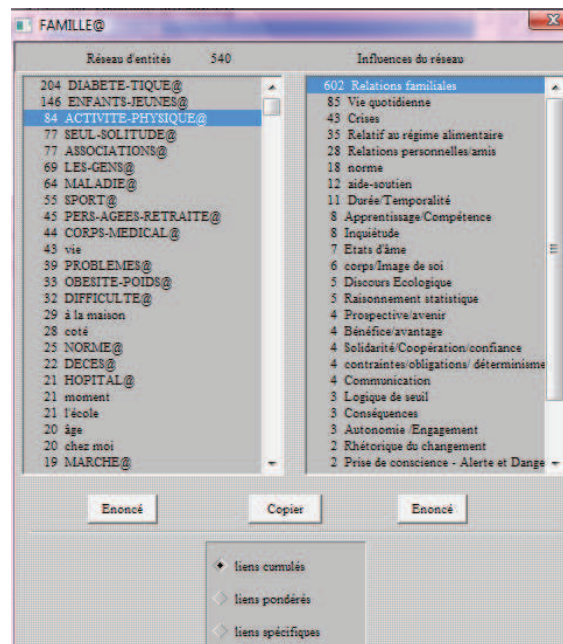 FAMILLE@
Réseau d'entités 540
204 DIABETE-TIQUE@
146 ENFANTS-JEUNES@
84 ACTIVITE-PHYSIQUE@
77 SEUL-SOLITUDE@
77 ASSOCIATIONS@
69 LES-GENS@
64 MALADIE@
55 SPORT@
45 PERS-AGEES-RETRAITE@
44 CORPS-MEDICAL@
43 vie
39 PROBLEMES@
33 OBESITE-POIDS@
32 DIFFICULTE@
29 à la maison
28 coté
25 NORME@
22 DECES@
21 HOPITAL@
21 moment
21 l'école
20 âge
20 chez moi
19 MARCHE@
Enoncé
Influences du réseau
602 Relations familiales
85 Vie quotidienne
43 Crises
35 Relatif au régime alimentaire
28 Relations personnelles/amis
18 norme
12 aide-soutien
11 Durée/Temporalité
8 Apprentissage/Compétence
8 Inquiétude
7 Etats d'âme
6 corps/Image de soi
5 Discours Ecologique
5 Raisonnement statistique
4 Prospective/avenir
4 Bénéfice/avantage
4 Solidarité/Coopération/confiance
4 contraintes/obligations/ déterminisme
4 Communication
3 Logique de seuil
3 Conséquences
3 Autonomie /Engagement
2 Rhétorique du changement
2 Prise de conscience - Alerte et Dange
Copier
Enoncé
liens cumulés
liens pondérés
liens spécifiques